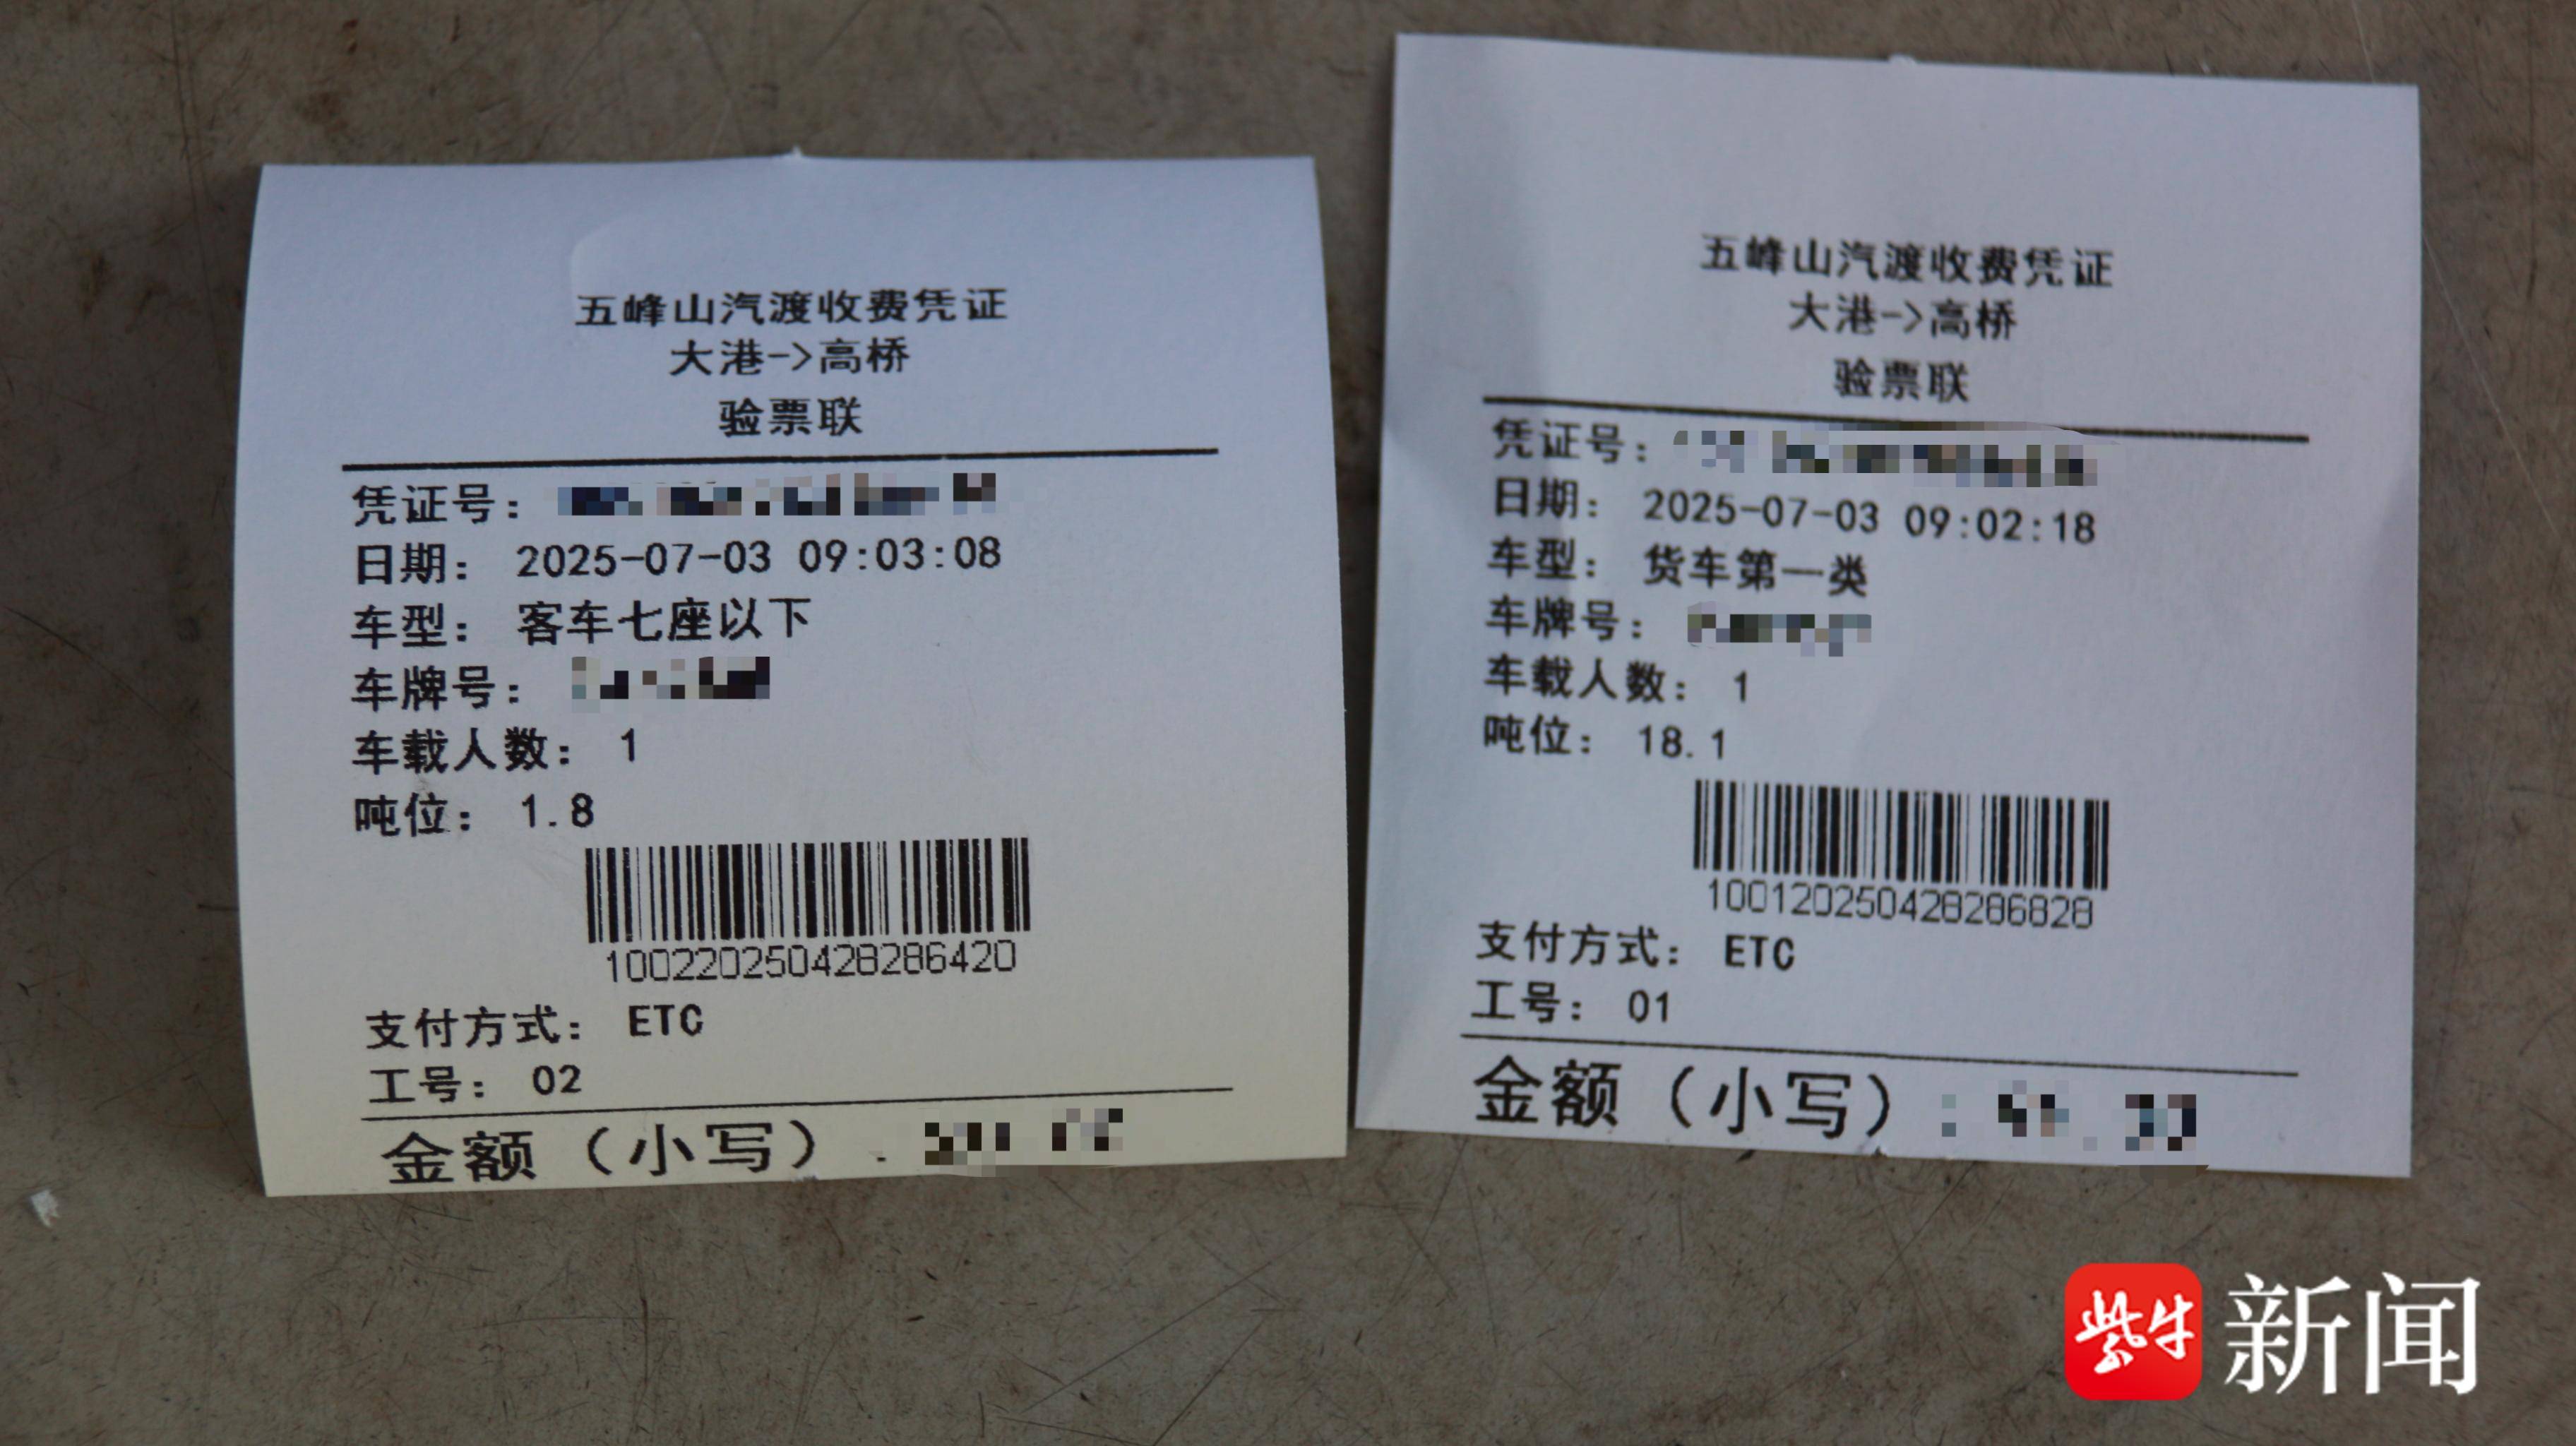 五峰山汽渡收费凭证
大港->高桥
验票联
凭证号：
日期： 2025-07-03 09:03:08
车型： 客车七座以下
车牌号：
车载人数： 1
吨位： 1.8
100220250428286420
支付方式： ETC
工号： 02
金额（小写）
五峰山汽渡收费凭证
大港->高桥
验票联
凭证号：
日期： 2025-07-03 09:02:18
车型： 货车第一类
车牌号：
车载人数： 1
吨位： 18.1
100120250428286828
支付方式： ETC
工号： 01
金额（小写）：
紫牛 新闻